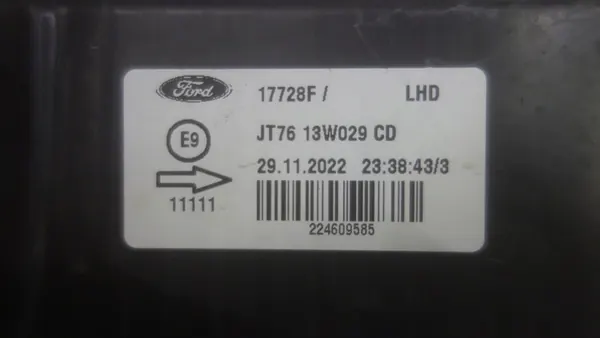 Ford 17728F / LHD
E9 JT76 13W029 CD
29.11.2022 23:38:43/3
11111
224609585